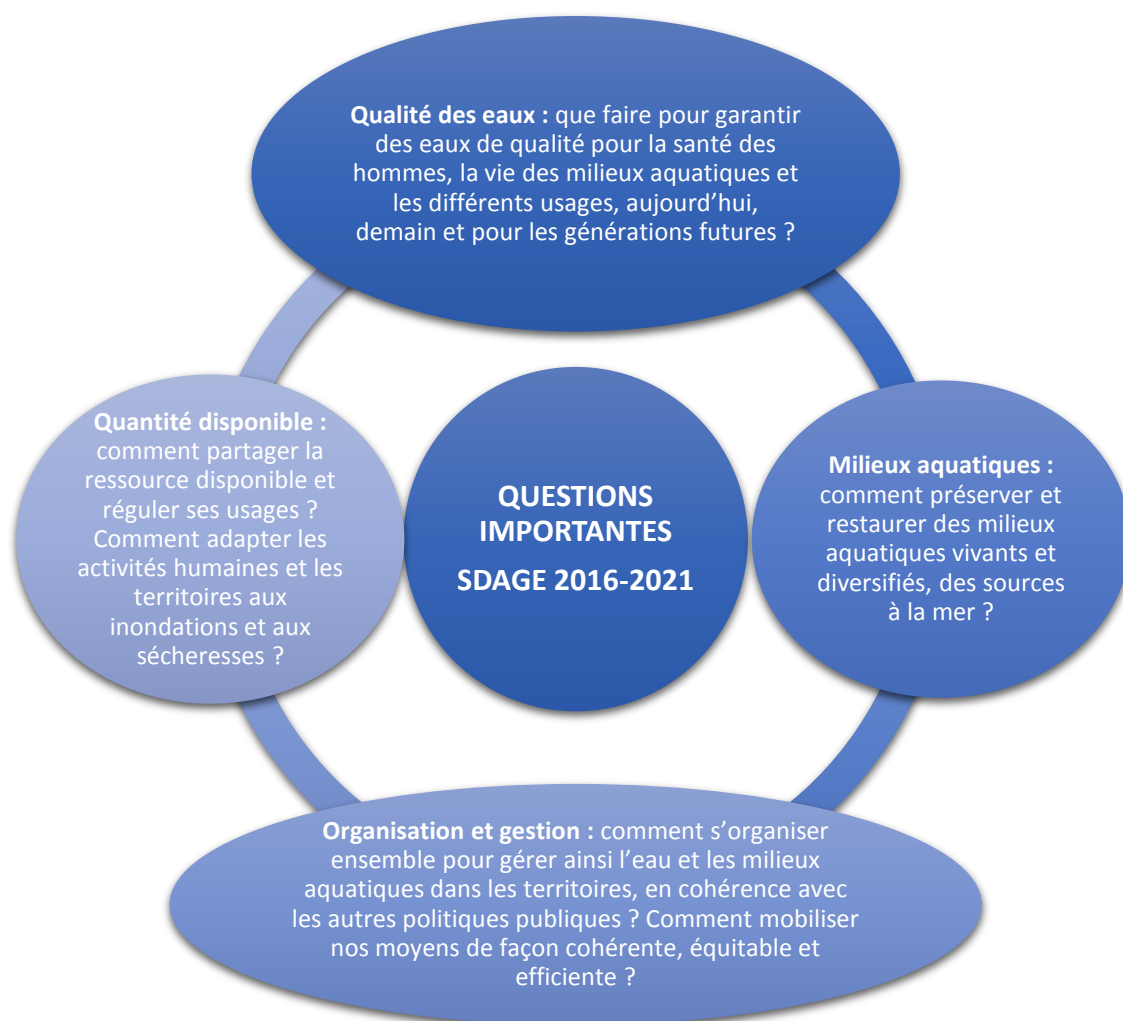 Qualité des eaux : que faire pour garantir
des eaux de qualité pour la santé des
hommes, la vie des milieux aquatiques et
les différents usages, aujourd’hui,
demain et pour les générations futures ?
Quantité disponible :
comment partager la
ressource disponible et
réguler ses usages ?
Comment adapter les
activités humaines et les
territoires aux
inondations et aux
sécheresses ?
QUESTIONS
IMPORTANTES
SDAGE 2016-2021
Milieux aquatiques :
comment préserver et
restaurer des milieux
aquatiques vivants et
diversifiés, des sources
à la mer ?
Organisation et gestion : comment s’organiser
ensemble pour gérer ainsi l’eau et les milieux
aquatiques dans les territoires, en cohérence avec
les autres politiques publiques ? Comment mobiliser
nos moyens de façon cohérente, équitable et
efficiente ?